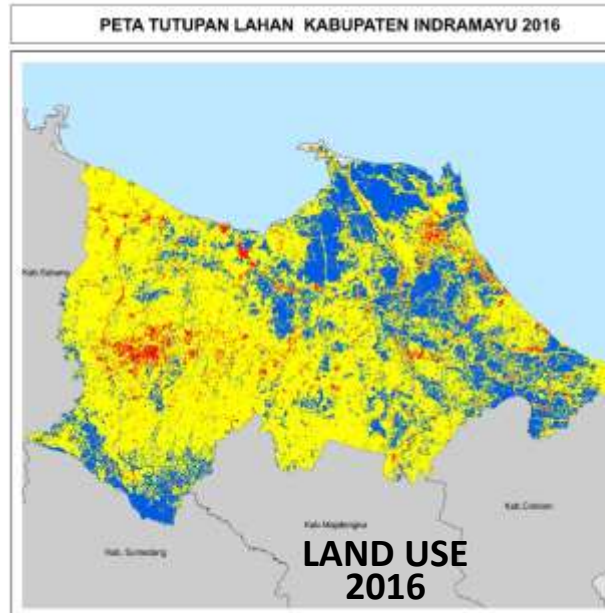 PETA TUTUPAN LAHAN KABUPATEN INDRAMAYU 2016
Kab.Subang
Kab.Cirebon
Kab.Majalengka
Kab. Sumedang
LAND USE
2016